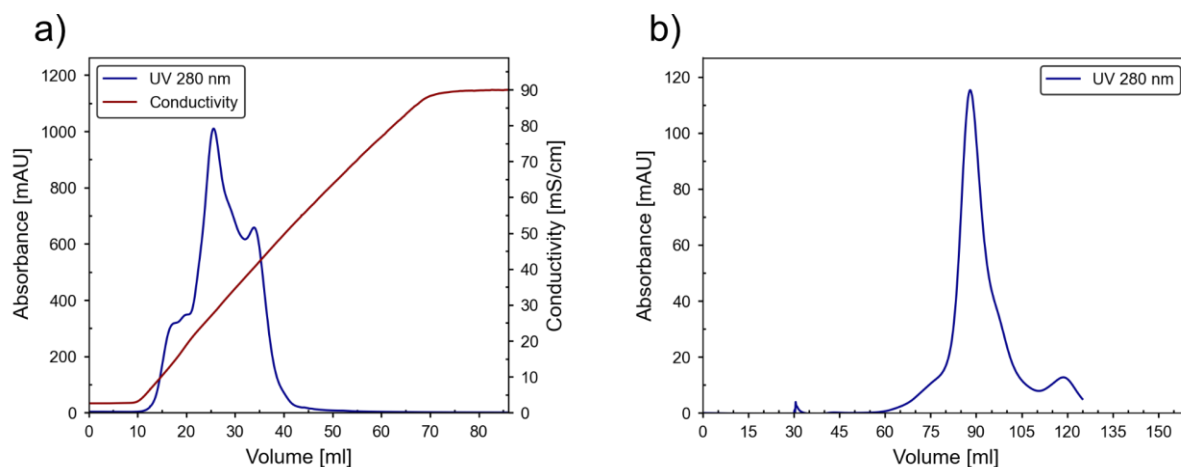 a)
UV 280 nm
Conductivity
Absorbance [mAU]
1200
1000
800
600
400
200
0
90
80
70
60
50
40
30
20
10
0
Conductivity [mS/cm]
0 10 20 30 40 50 60 70 80
Volume [ml]
b)
UV 280 nm
Absorbance [mAU]
120
100
80
60
40
20
0
0 15 30 45 60 75 90 105 120 135 150
Volume [ml]